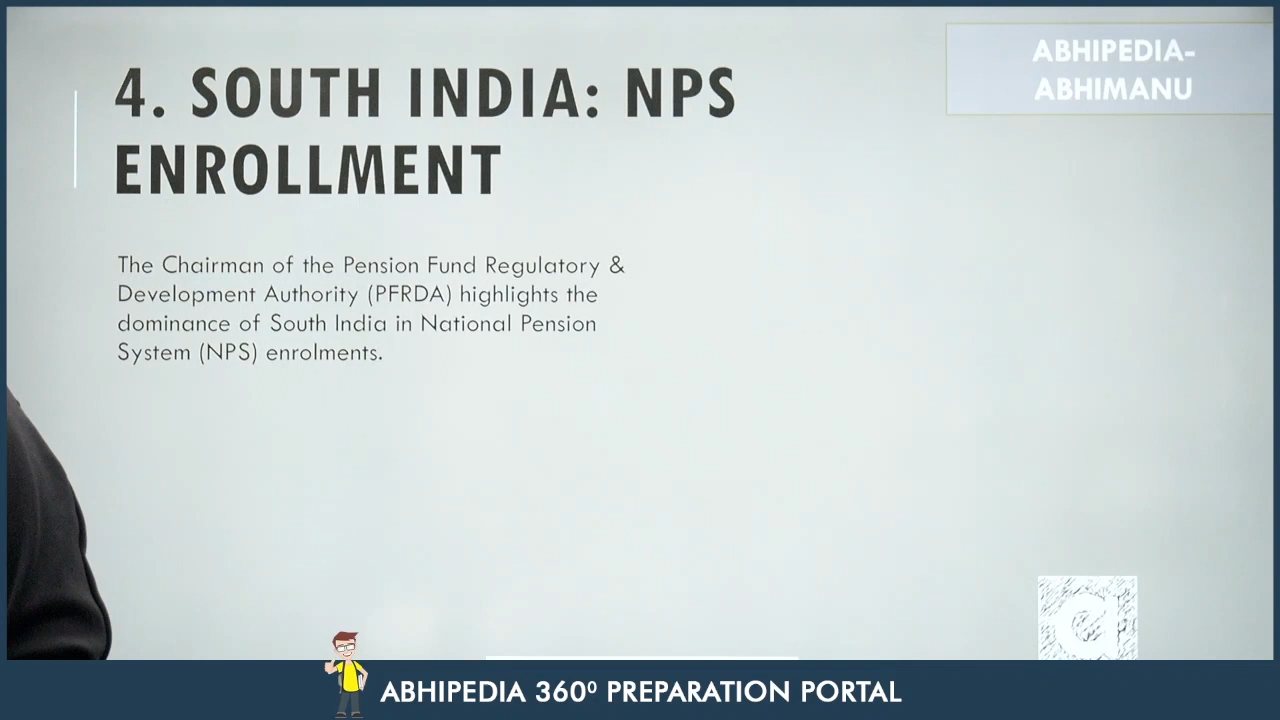 ABHIPEDIA-
ABHIMANU
4. SOUTH INDIA: NPS
ENROLLMENT
The Chairman of the Pension Fund Regulatory &
Development Authority (PFRDA) highlights the
dominance of South India in National Pension
System (NPS) enrolments.
a
ABHIPEDIA 360⁰ PREPARATION PORTAL